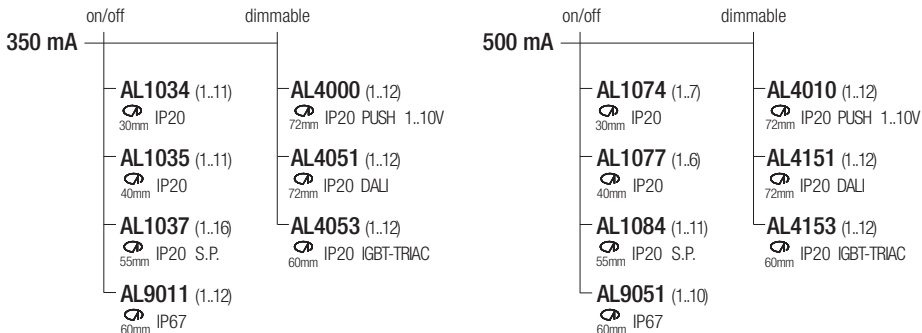 on/off dimmable
350 mA
AL1034 (1..11)
30mm IP20
AL1035 (1..11)
40mm IP20
AL1037 (1..16)
55mm IP20 S.P.
AL9011 (1..12)
60mm IP67
AL4000 (1..12)
72mm IP20 PUSH 1..10V
AL4051 (1..12)
72mm IP20 DALI
AL4053 (1..12)
60mm IP20 IGBT-TRIAC
on/off dimmable
500 mA
AL1074 (1..7)
30mm IP20
AL1077 (1..6)
40mm IP20
AL1084 (1..11)
55mm IP20 S.P.
AL9051 (1..10)
60mm IP67
AL4010 (1..12)
72mm IP20 PUSH 1..10V
AL4151 (1..12)
72mm IP20 DALI
AL4153 (1..12)
60mm IP20 IGBT-TRIAC